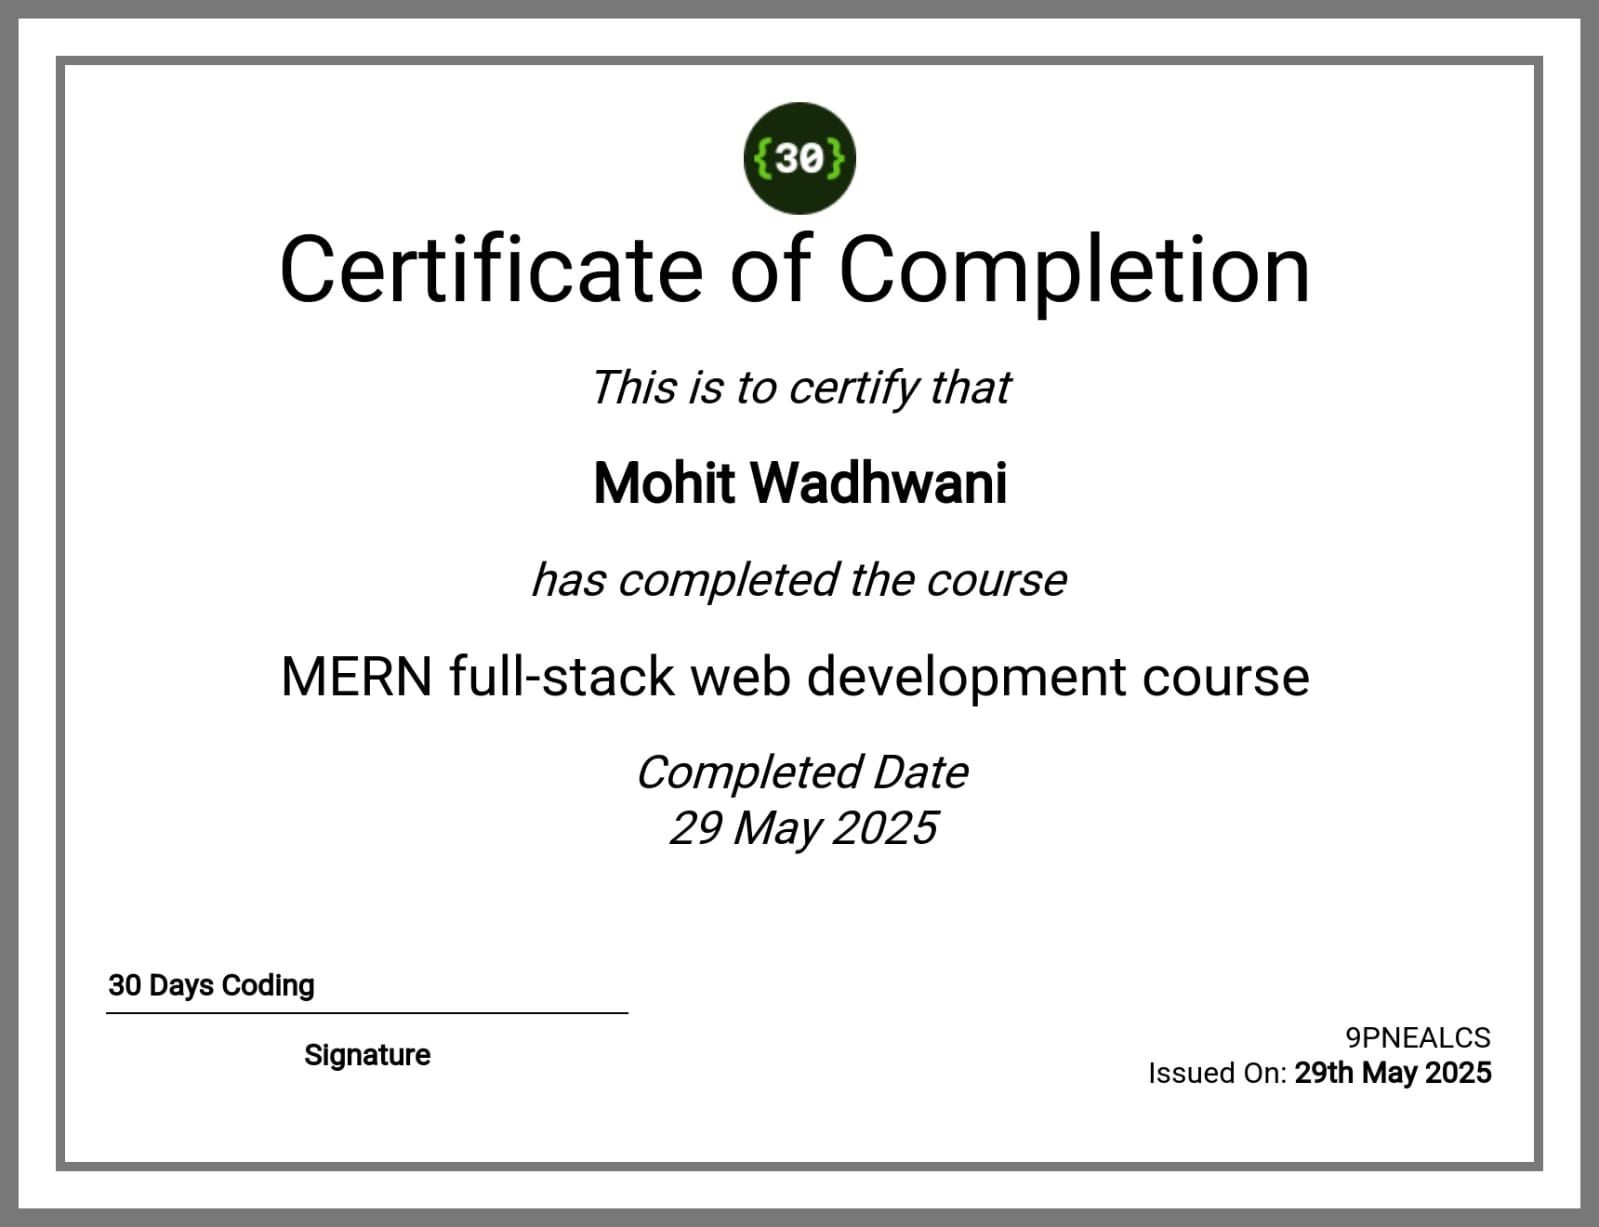 {30}
Certificate of Completion
This is to certify that
Mohit Wadhwani
has completed the course
MERN full-stack web development course
Completed Date
29 May 2025
30 Days Coding
Signature
9PNEALCS
Issued On: 29th May 2025